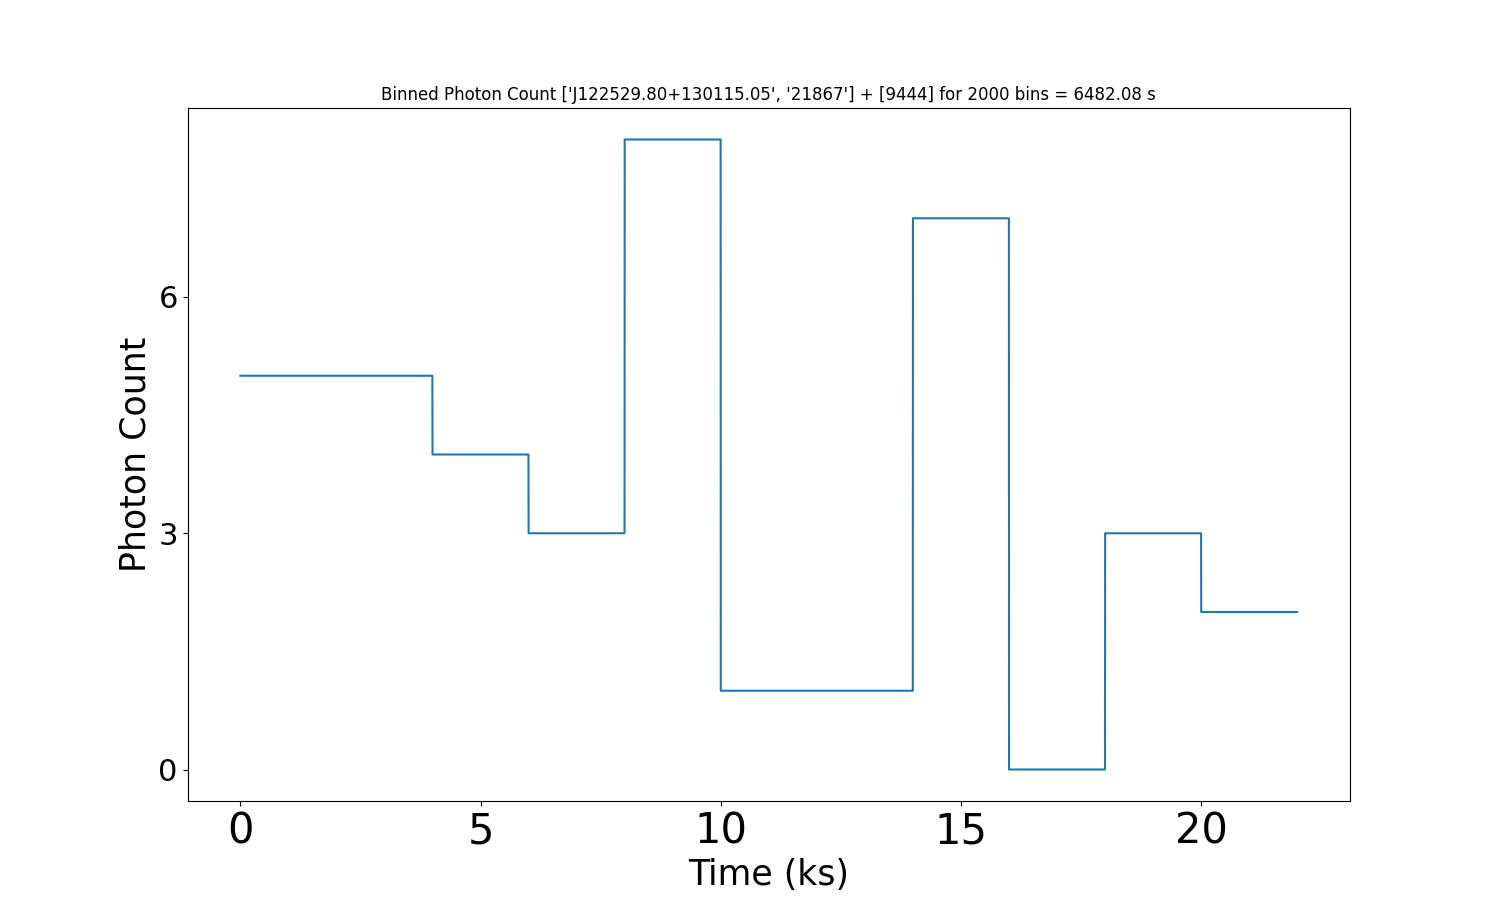 Binned Photon Count ['J122529.80+130115.05', '21867'] + [9444] for 2000 bins = 6482.08 s
6
3
0
Photon Count
0 5 10 15 20
Time (ks)